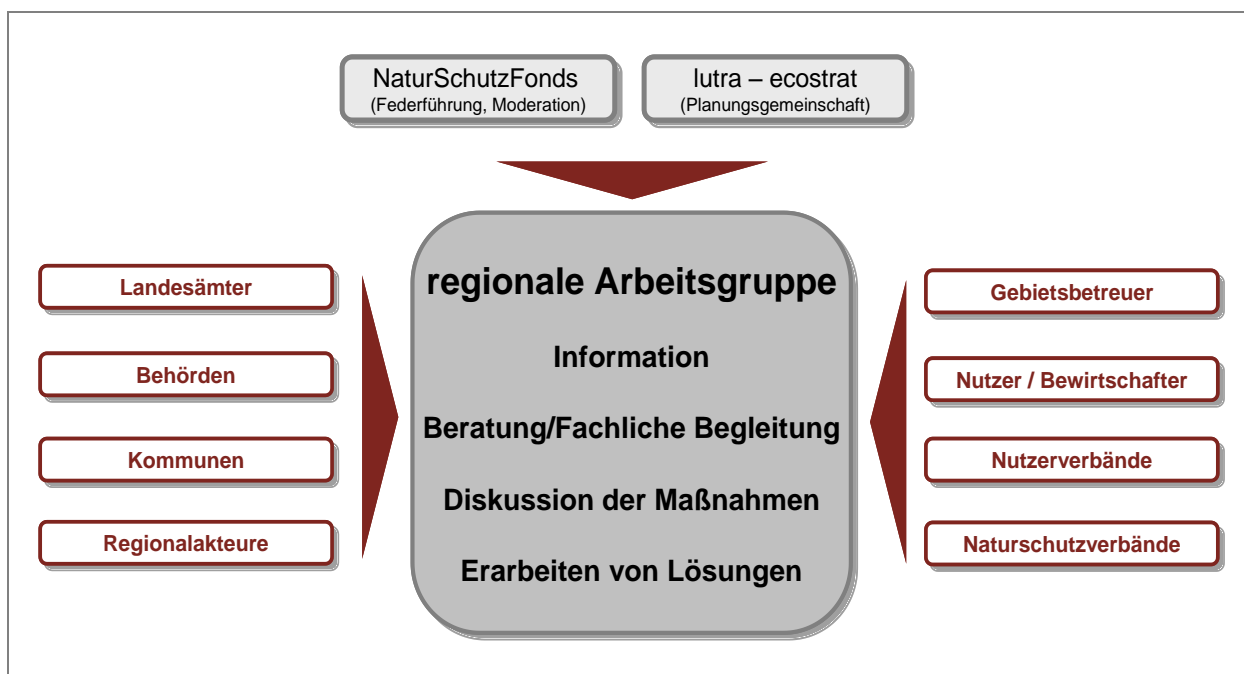 NaturSchutzFonds
(Federführung, Moderation)
lutra – ecostrat
(Planungsgemeinschaft)
Landesämter
Behörden
Kommunen
Regionalakteure
regionale Arbeitsgruppe
Information
Beratung/Fachliche Begleitung
Diskussion der Maßnahmen
Erarbeiten von Lösungen
Gebietsbetreuer
Nutzer / Bewirtschafter
Nutzerverbände
Naturschutzverbände